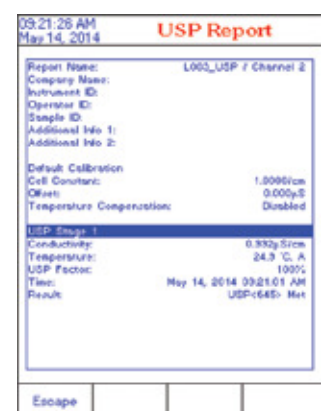 09:21:26 AM
May 14, 2014
USP Report
Report Name: L003_USP / Channel 2
Company Name:
Instrument ID:
Operator ID:
Sample ID:
Additional Info 1:
Additional Info 2:
Default Calibration
Cell Constant: 1.0000/cm
Offset: 0.000µS
Temperature Compensation: Disabled
USP Stage 1
Conductivity: 0.992µS/cm
Temperature: 24.9 °C, A
USP Factor: 100%
Time: May 14, 2014 09:21:01 AM
Result: USP<645> Met
Escape